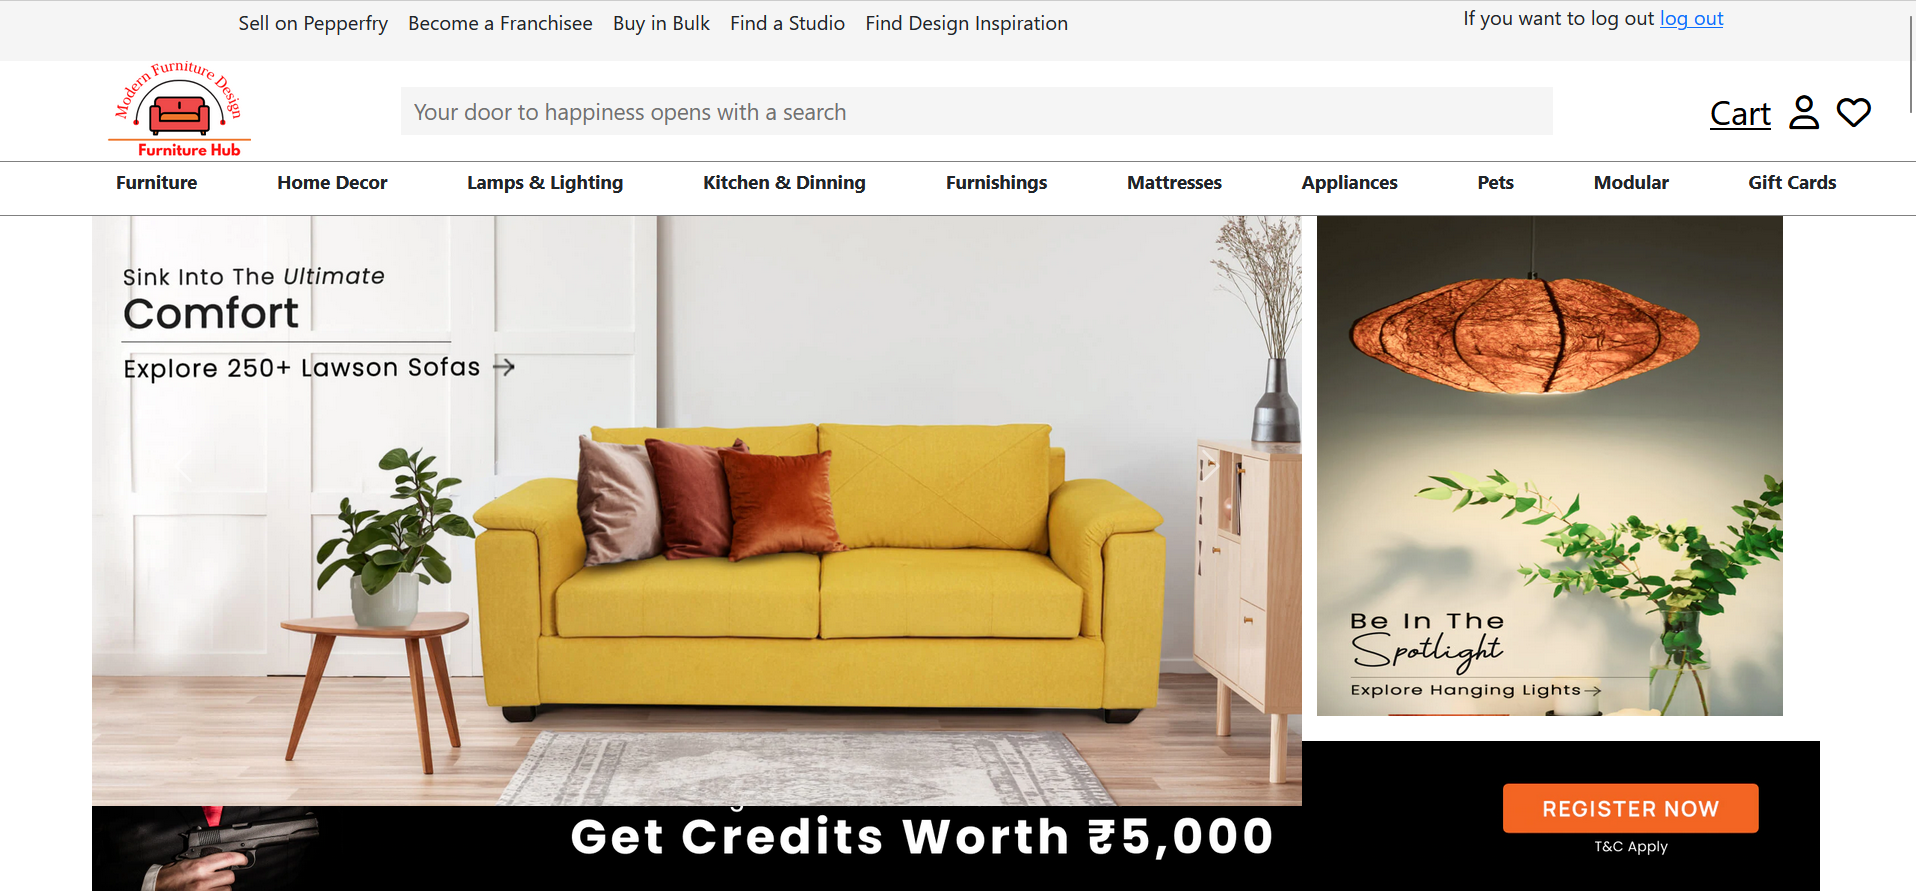 Sell on Pepperfry Become a Franchisee Buy in Bulk Find a Studio Find Design Inspiration If you want to log out log out
Modern Furniture Design
Furniture Hub
Your door to happiness opens with a search
Cart
Furniture Home Decor Lamps & Lighting Kitchen & Dinning Furnishings Mattresses Appliances Pets Modular Gift Cards
Sink Into The Ultimate
Comfort
Explore 250+ Lawson Sofas
Be In The
Spotlight
Explore Hanging Lights
Get Credits Worth ₹5,000
REGISTER NOW
T&C Apply